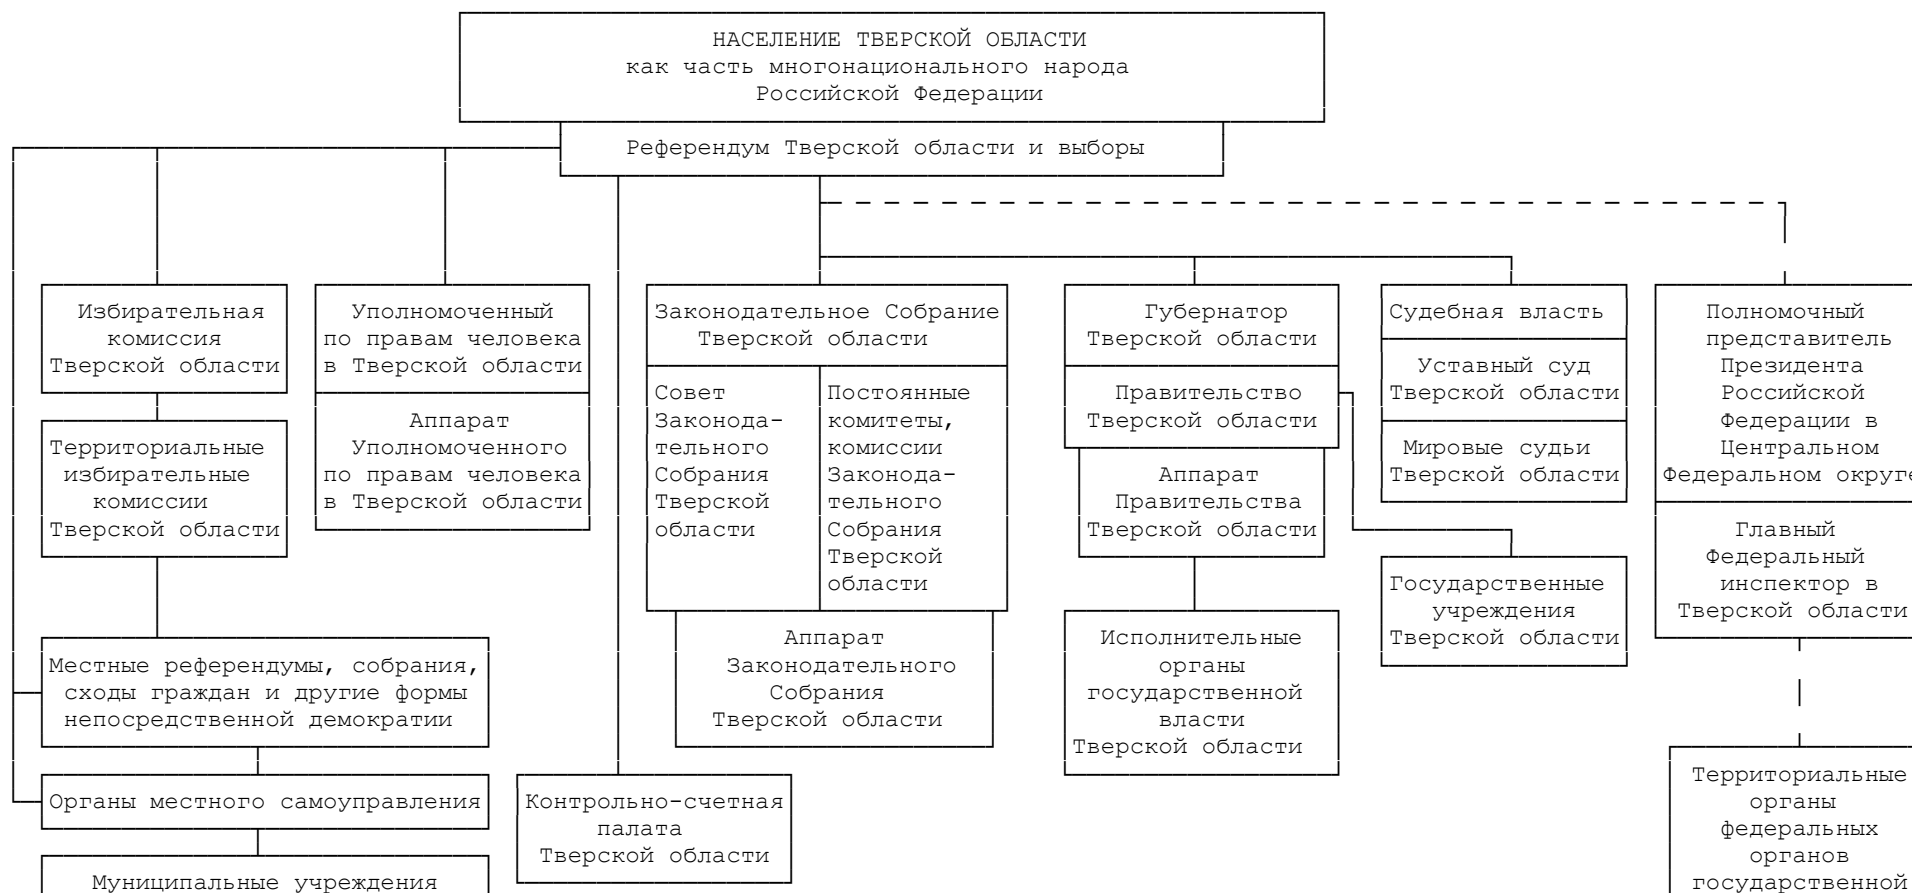 НАСЕЛЕНИЕ ТВЕРСКОЙ ОБЛАСТИ
как часть многонационального народа
Российской Федерации
Референдум Тверской области и выборы
Избирательная
комиссия
Тверской области
Территориальные
избирательные
комиссии
Тверской области
Уполномоченный
по правам человека
в Тверской области
Аппарат
Уполномоченного
по правам человека
в Тверской области
Законодательное Собрание
Тверской области
Совет
Законода-
тельного
Собрания
Тверской
области
Постоянные
комитеты,
комиссии
Законода-
тельного
Собрания
Тверской
области
Аппарат
Законодательного
Собрания
Тверской области
Губернатор
Тверской области
Правительство
Тверской области
Аппарат
Правительства
Тверской области
Исполнительные
органы
государственной
власти
Тверской области
Судебная власть
Уставный суд
Тверской области
Мировые судьи
Тверской области
Государственные
учреждения
Тверской области
Полномочный
представитель
Президента
Российской
Федерации в
Центральном
Федеральном округе
Главный
Федеральный
инспектор в
Тверской области
Территориальные
органы
федеральных
органов
государственной
Местные референдумы, собрания,
сходы граждан и другие формы
непосредственной демократии
Органы местного самоуправления
Муниципальные учреждения
Контрольно-счетная
палата
Тверской области